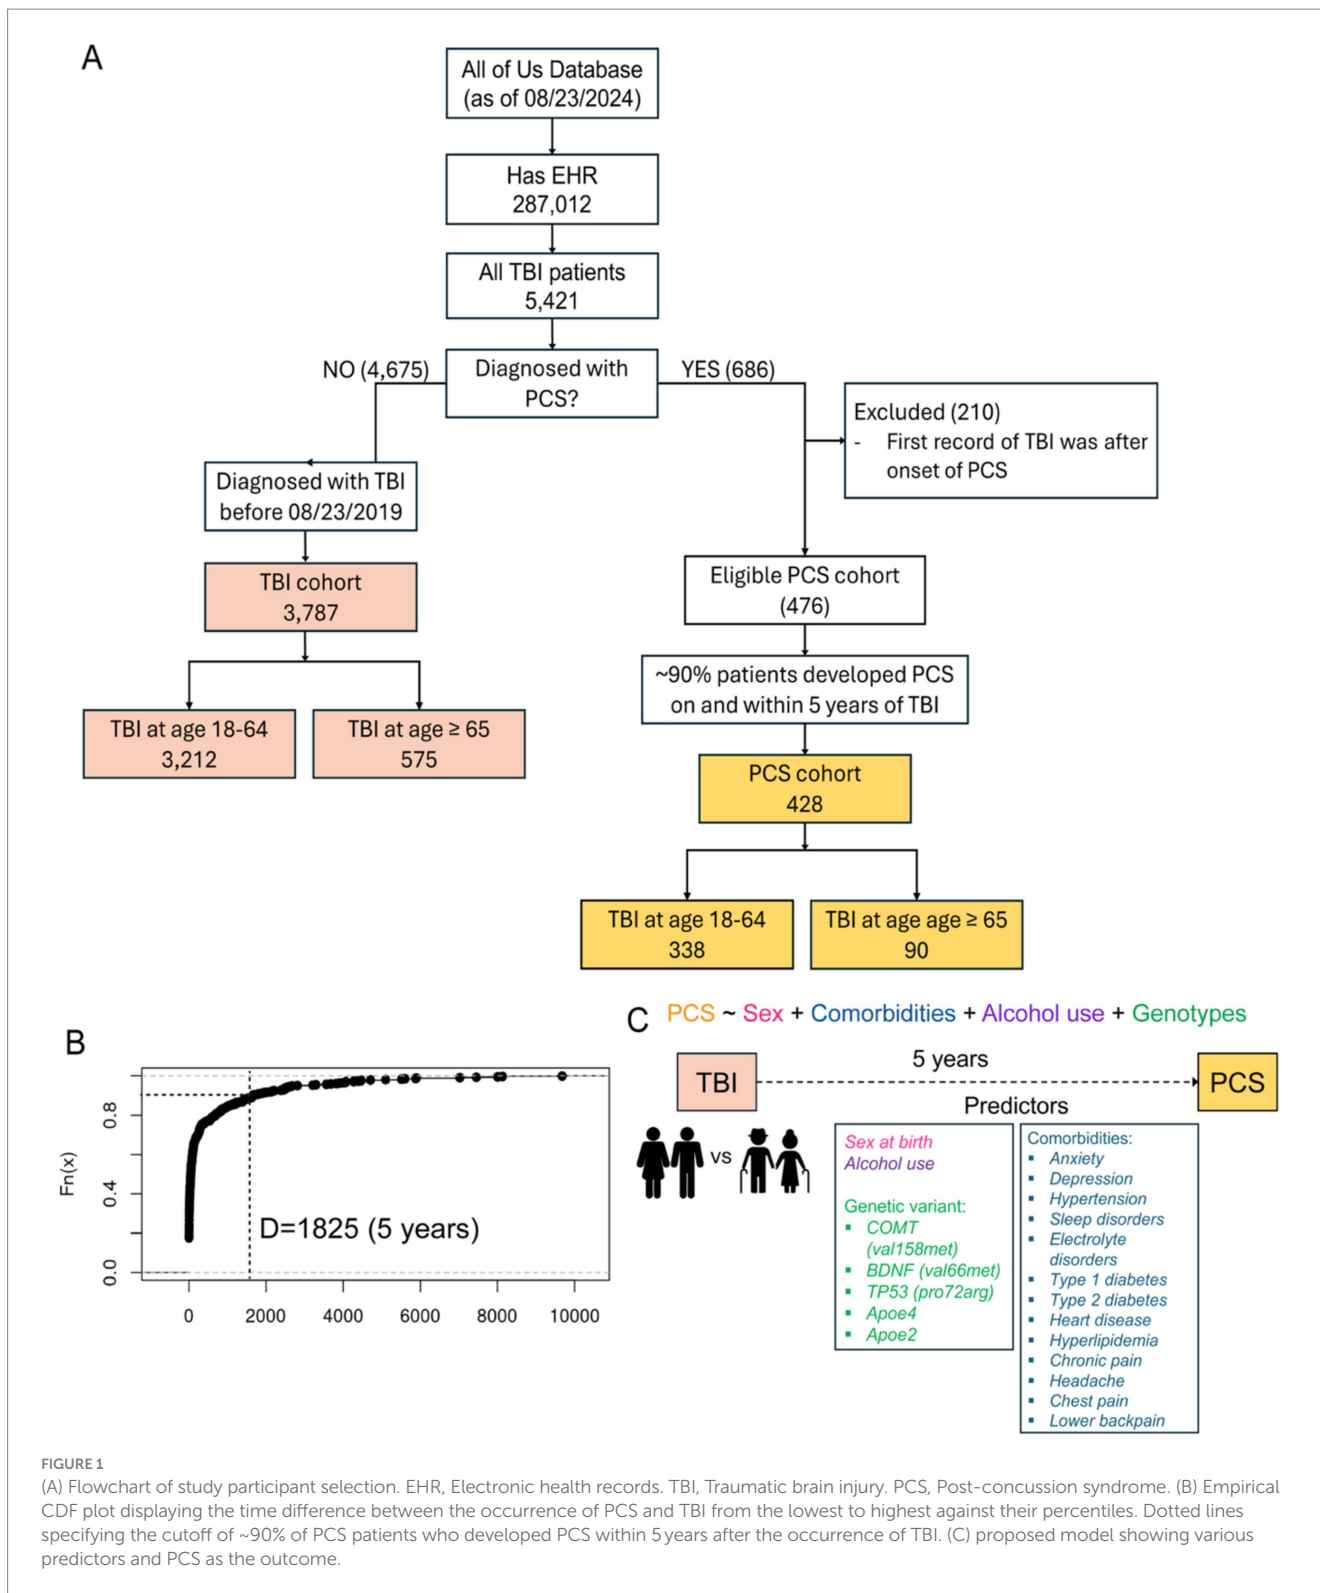 A
All of Us Database
(as of 08/23/2024)
Has EHR
287,012
All TBI patients
5,421
NO (4,675)
Diagnosed with
PCS?
YES (686)
Excluded (210)
- First record of TBI was after
onset of PCS
Diagnosed with TBI
before 08/23/2019
TBI cohort
3,787
TBI at age 18-64
3,212
TBI at age ≥ 65
575
Eligible PCS cohort
(476)
~90% patients developed PCS
on and within 5 years of TBI
PCS cohort
428
TBI at age 18-64
338
TBI at age age ≥ 65
90
B
Fn(x)
0.8
0.4
0.0
D=1825 (5 years)
0 2000 4000 6000 8000 10000
C PCS ~ Sex + Comorbidities + Alcohol use + Genotypes
TBI
5 years
PCS
Predictors
vs
Sex at birth
Alcohol use
Genetic variant:
▪ COMT
(val158met)
▪ BDNF (val66met)
▪ TP53 (pro72arg)
▪ Apoe4
▪ Apoe2
Comorbidities:
▪ Anxiety
▪ Depression
▪ Hypertension
▪ Sleep disorders
▪ Electrolyte
disorders
▪ Type 1 diabetes
▪ Type 2 diabetes
▪ Heart disease
▪ Hyperlipidemia
▪ Chronic pain
▪ Headache
▪ Chest pain
▪ Lower backpain
FIGURE 1
(A) Flowchart of study participant selection. EHR, Electronic health records. TBI, Traumatic brain injury. PCS, Post-concussion syndrome. (B) Empirical
CDF plot displaying the time difference between the occurrence of PCS and TBI from the lowest to highest against their percentiles. Dotted lines
specifying the cutoff of ~90% of PCS patients who developed PCS within 5 years after the occurrence of TBI. (C) proposed model showing various
predictors and PCS as the outcome.